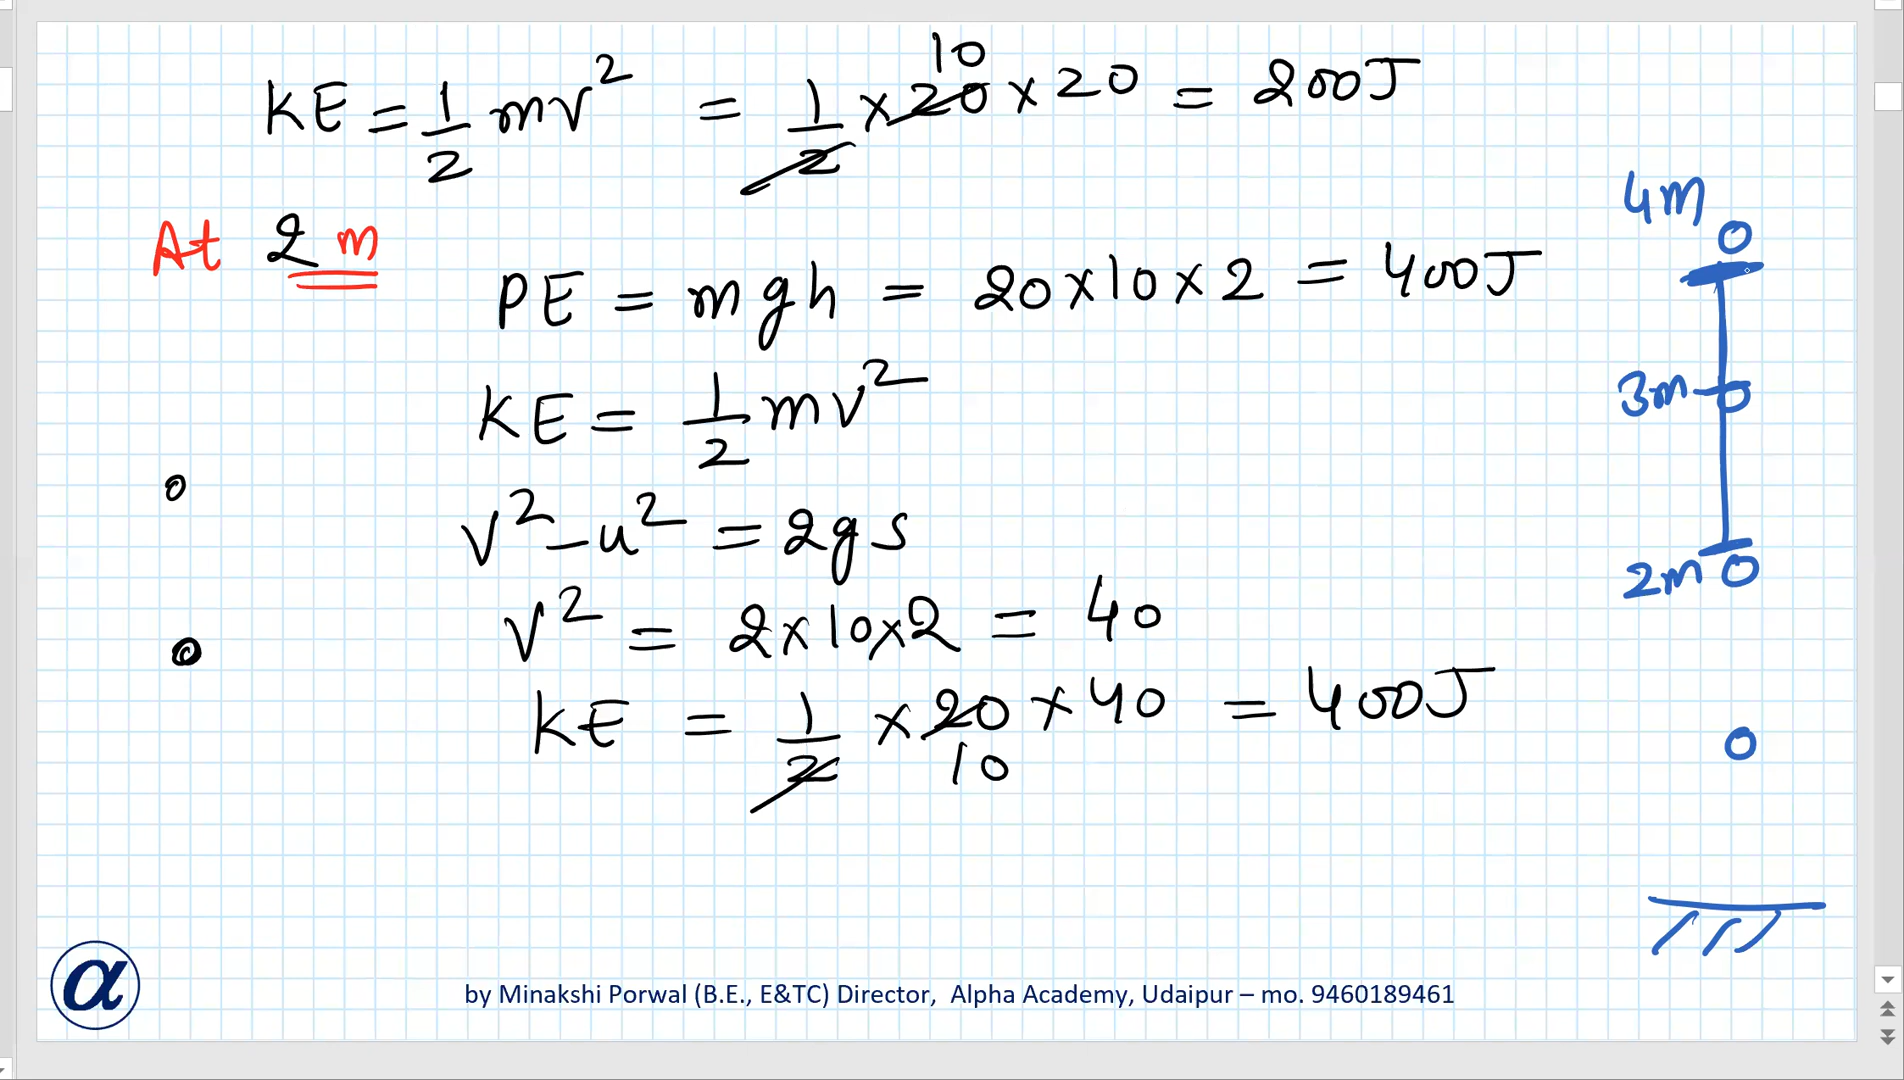 KE = 1/2 mv² = 1/2 × 20 × 20 = 200J
10
At 2 m
PE = mgh = 20×10×2 = 400J
KE = 1/2 mv²
v² - u² = 2gs
v² = 2×10×2 = 40
KE = 1/2 × 20 × 40 = 400J
10
4m
3m
2m
α
by Minakshi Porwal (B.E., E&TC) Director, Alpha Academy, Udaipur – mo. 9460189461